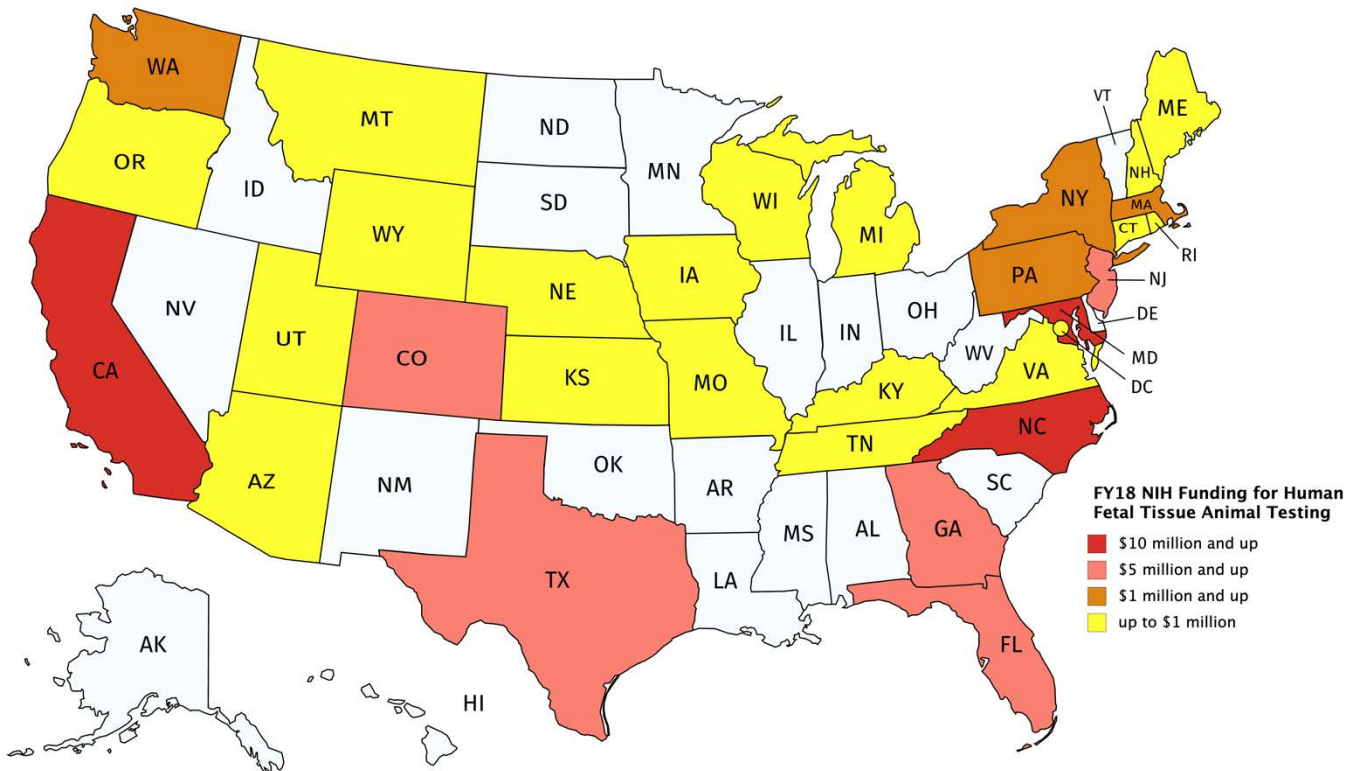 WA
MT
ND
MN
VT
ME
OR
ID
SD
WI
MI
NY
NH
MA
CT
RI
WY
IA
PA
NJ
NV
NE
IL
IN
OH
DE
UT
CO
WV
MD
DC
CA
KS
MO
KY
VA
TN
NC
AZ
NM
OK
AR
SC
MS
AL
GA
TX
LA
FL
AK
HI
FY18 NIH Funding for Human
Fetal Tissue Animal Testing
$10 million and up
$5 million and up
$1 million and up
up to $1 million